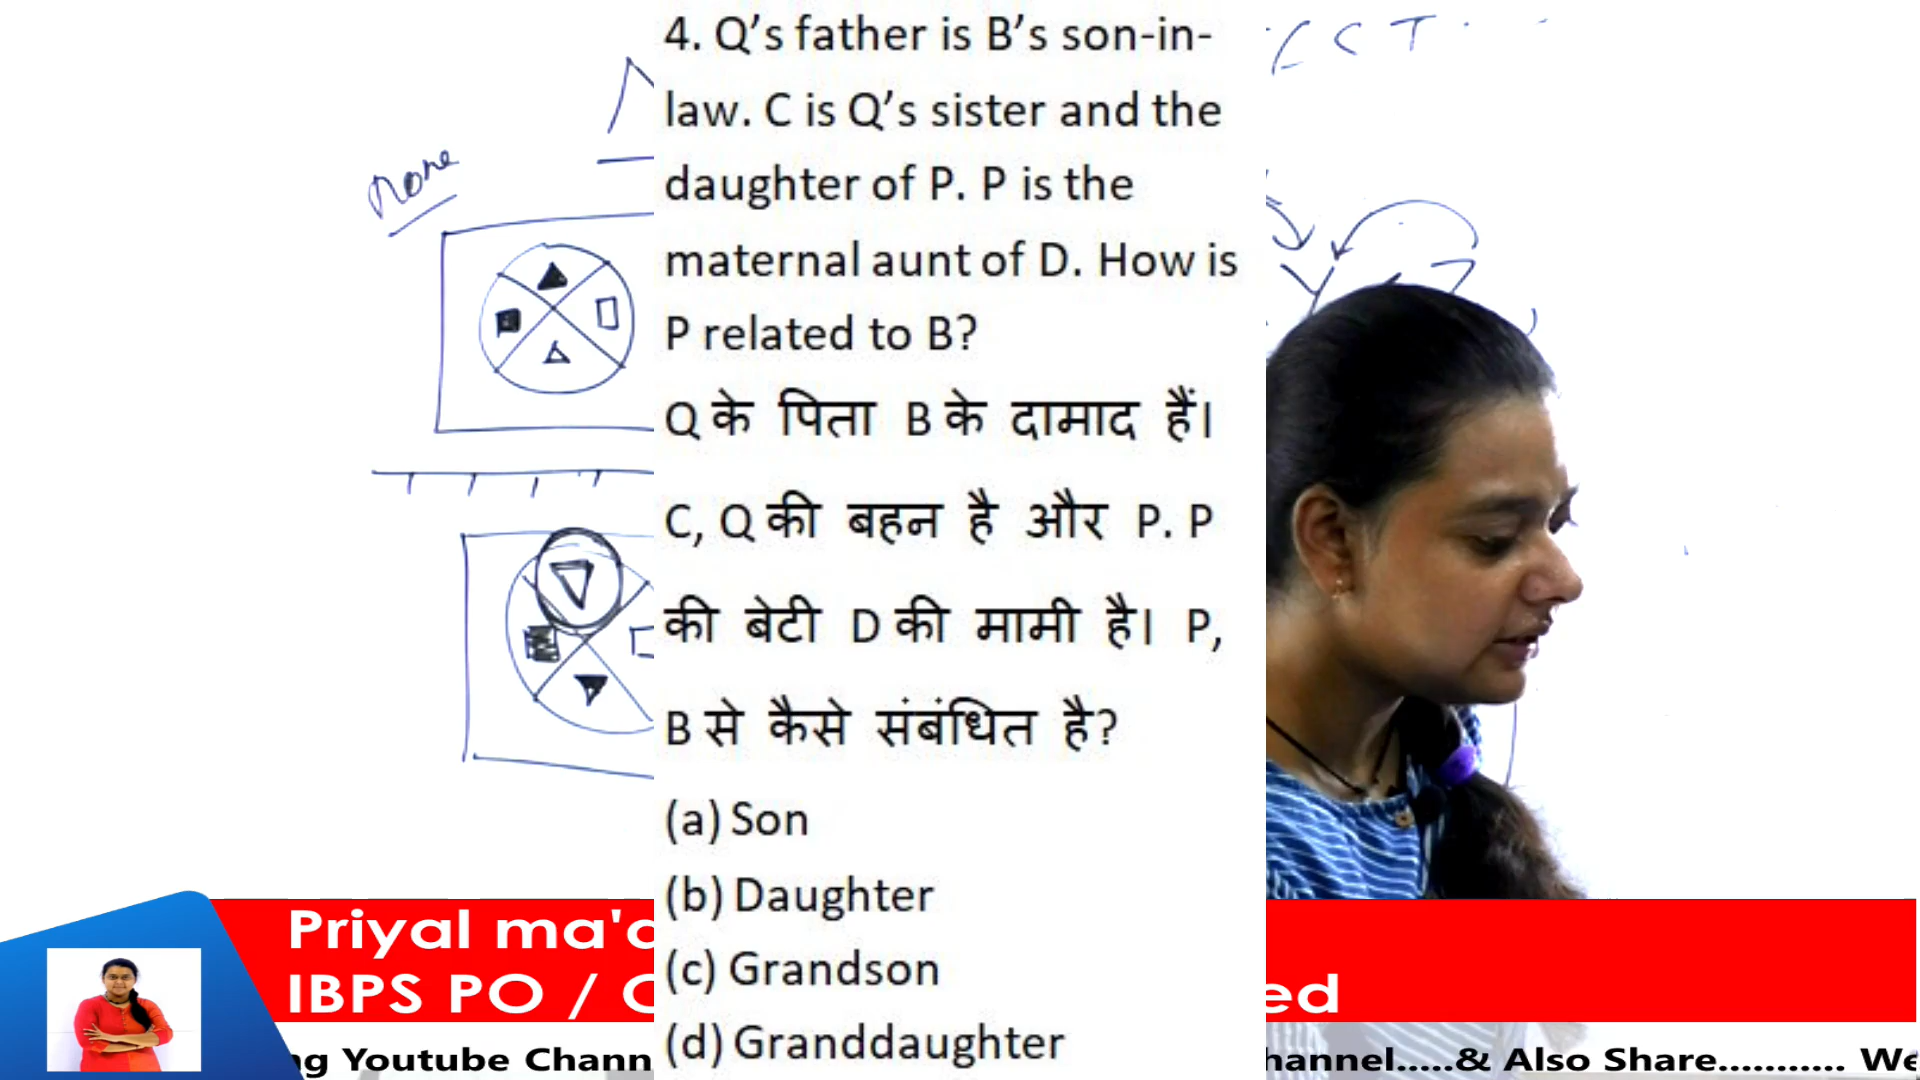 None
4. Q’s father is B’s son-in-
law. C is Q’s sister and the
daughter of P. P is the
maternal aunt of D. How is
P related to B?
Q के पिता B के दामाद हैं।
C, Q की बहन है और P. P
की बेटी D की मामी है। P,
B से कैसे संबंधित है?
(a) Son
(b) Daughter
(c) Grandson
(d) Granddaughter
Priyal ma'
IBPS PO /
ed
ng Youtube Chann
hannel.....& Also Share........... We